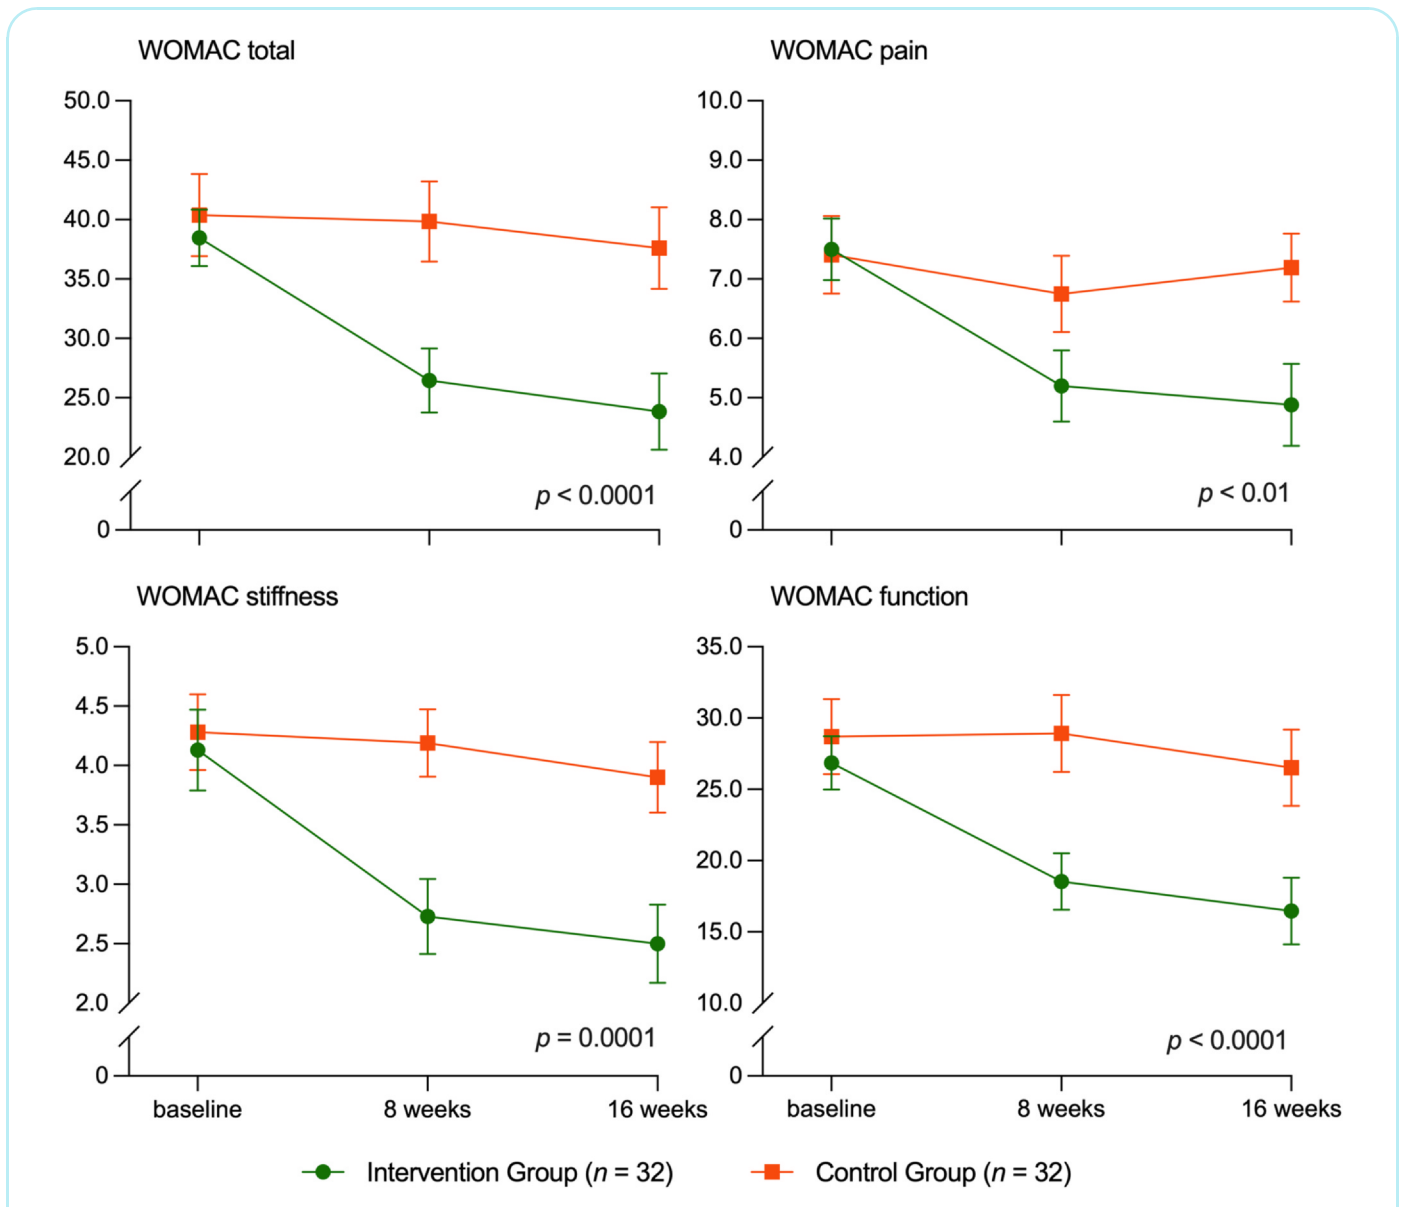 WOMAC total
50.0
45.0
40.0
35.0
30.0
25.0
20.0
0
p < 0.0001
WOMAC pain
10.0
9.0
8.0
7.0
6.0
5.0
4.0
0
p < 0.01
WOMAC stiffness
5.0
4.5
4.0
3.5
3.0
2.5
2.0
0
p = 0.0001
baseline 8 weeks 16 weeks
WOMAC function
35.0
30.0
25.0
20.0
15.0
10.0
0
p < 0.0001
baseline 8 weeks 16 weeks
Intervention Group (n = 32) Control Group (n = 32)